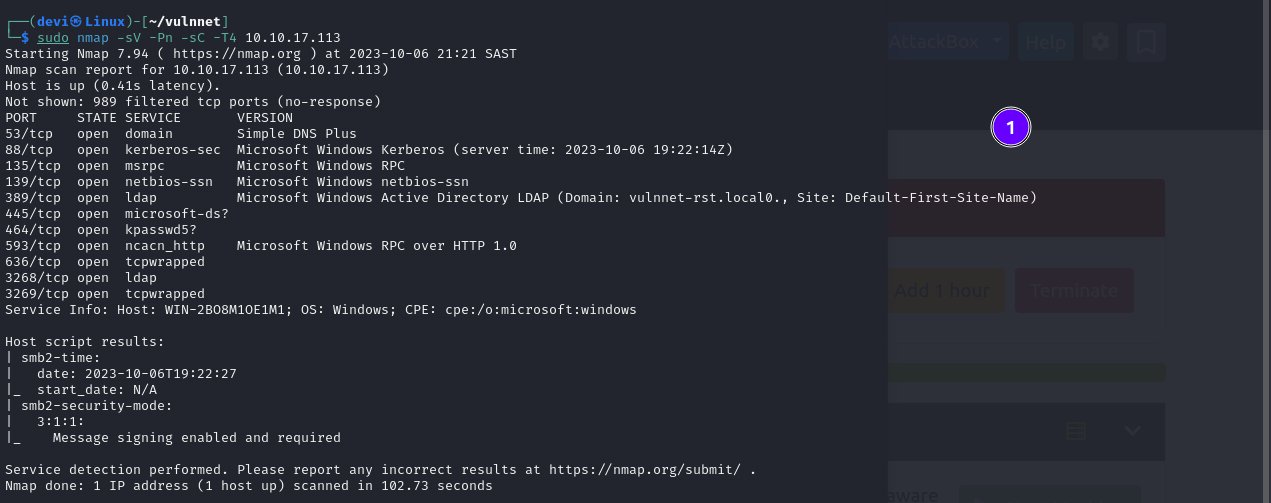 ┌──(devi㉿Linux)-[~/vulnnet]
└─$ sudo nmap -sV -Pn -sC -T4 10.10.17.113
Starting Nmap 7.94 ( https://nmap.org ) at 2023-10-06 21:21 SAST
Nmap scan report for 10.10.17.113 (10.10.17.113)
Host is up (0.41s latency).
Not shown: 989 filtered tcp ports (no-response)
PORT     STATE SERVICE       VERSION
53/tcp   open  domain        Simple DNS Plus
88/tcp   open  kerberos-sec  Microsoft Windows Kerberos (server time: 2023-10-06 19:22:14Z)
135/tcp  open  msrpc         Microsoft Windows RPC
139/tcp  open  netbios-ssn   Microsoft Windows netbios-ssn
389/tcp  open  ldap          Microsoft Windows Active Directory LDAP (Domain: vulnnet-rst.local0., Site: Default-First-Site-Name)
445/tcp  open  microsoft-ds?
464/tcp  open  kpasswd5?
593/tcp  open  ncacn_http    Microsoft Windows RPC over HTTP 1.0
636/tcp  open  tcpwrapped
3268/tcp open  ldap
3269/tcp open  tcpwrapped
Service Info: Host: WIN-2BO8M1OE1M1; OS: Windows; CPE: cpe:/o:microsoft:windows
Host script results:
| smb2-time:
|   date: 2023-10-06T19:22:27
|_  start_date: N/A
| smb2-security-mode:
|   3:1:1:
|_    Message signing enabled and required
Service detection performed. Please report any incorrect results at https://nmap.org/submit/ .
Nmap done: 1 IP address (1 host up) scanned in 102.73 seconds
AttackBox
Help
1
Add 1 hour
Terminate